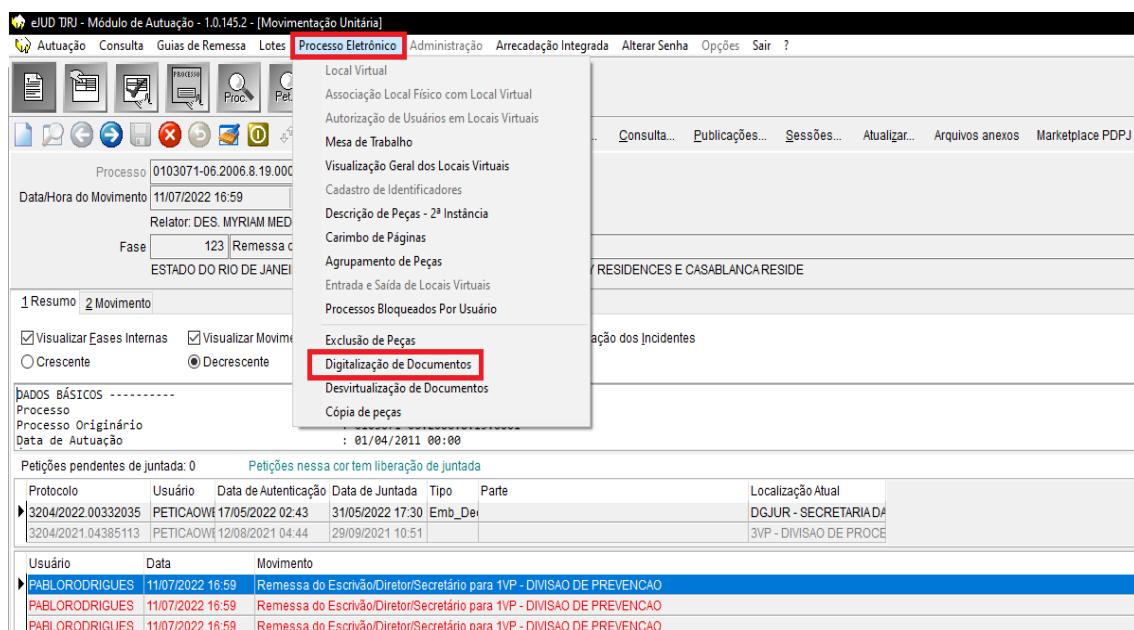 eJUD TJRJ - Módulo de Autuação - 1.0.145.2 - [Movimentação Unitária]
Autuação Consulta Guias de Remessa Lotes Processo Eletrônico Administração Arrecadação Integrada Alterar Senha Opções Sair ?
PROCESSO Proc. Pet.
Local Virtual
Associação Local Físico com Local Virtual
Autorização de Usuários em Locais Virtuais
Mesa de Trabalho
Visualização Geral dos Locais Virtuais
Cadastro de Identificadores
Descrição de Peças - 2ª Instância
Carimbo de Páginas
Agrupamento de Peças
Entrada e Saída de Locais Virtuais
Processos Bloqueados Por Usuário
Exclusão de Peças
Digitalização de Documentos
Desvirtualização de Documentos
Cópia de peças
Consulta... Publicações... Sessões... Atualizar... Arquivos anexos Marketplace PDPJ
Processo 0103071-06.2006.8.19.000
Data/Hora do Movimento 11/07/2022 16:59
Relator: DES. MYRIAM MED
Fase 123 Remessa
ESTADO DO RIO DE JANEI Y RESIDENCES E CASABLANCA RESIDE
1 Resumo 2 Movimento
Visualizar Fases Internas Visualizar Movime ação dos Incidentes
Crescente Decrescente
DADOS BÁSICOS ----------
Processo
Processo Originário
Data de Autuação : 01/04/2011 00:00
Petições pendentes de juntada: 0 Petições nessa cor tem liberação de juntada
Protocolo Usuário Data de Autenticação Data de Juntada Tipo Parte Localização Atual
3204/2022.00332035 PETICAOWE 17/05/2022 02:43 31/05/2022 17:30 Emb_De DGJUR - SECRETARIA DA
3204/2021.04385113 PETICAOWE 12/08/2021 04:44 29/09/2021 10:51 3VP - DIVISAO DE PROCE
Usuário Data Movimento
PABLORODRIGUES 11/07/2022 16:59 Remessa do Escrivão/Diretor/Secretário para 1VP - DIVISAO DE PREVENCAO
PABLORODRIGUES 11/07/2022 16:59 Remessa do Escrivão/Diretor/Secretário para 1VP - DIVISAO DE PREVENCAO
PABLORODRIGUES 11/07/2022 16:59 Remessa do Escrivão/Diretor/Secretário para 1VP - DIVISAO DE PREVENCAO